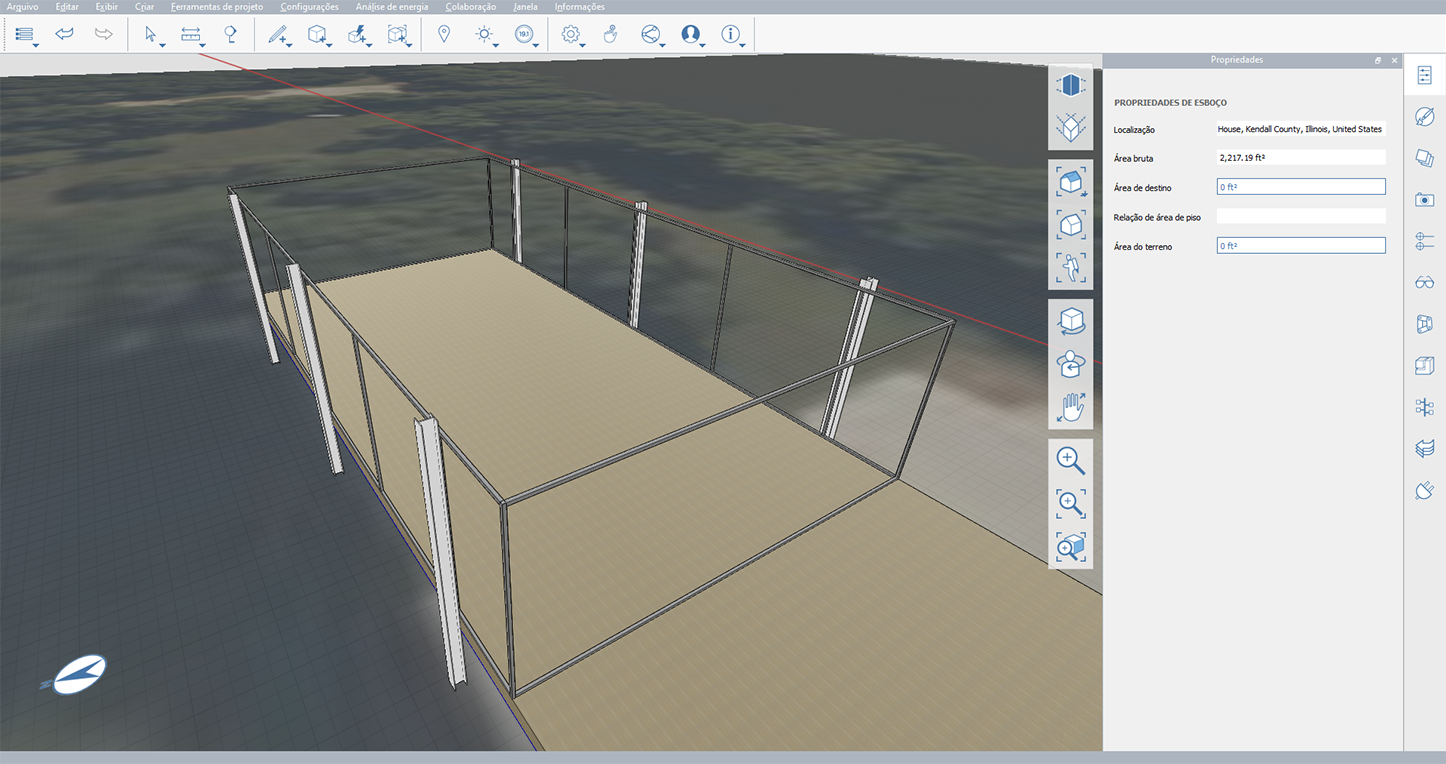 Arquivo Editar Exibir Criar Ferramentas de projeto Configurações Análise de energia Colaboração Janela Informações
19.1
Propriedades
PROPRIEDADES DE ESBOÇO
Localização House, Kendall County, Illinois, United States
Área bruta 2,217.19 ft²
Área de destino 0 ft²
Relação de área de piso
Área do terreno 0 ft²